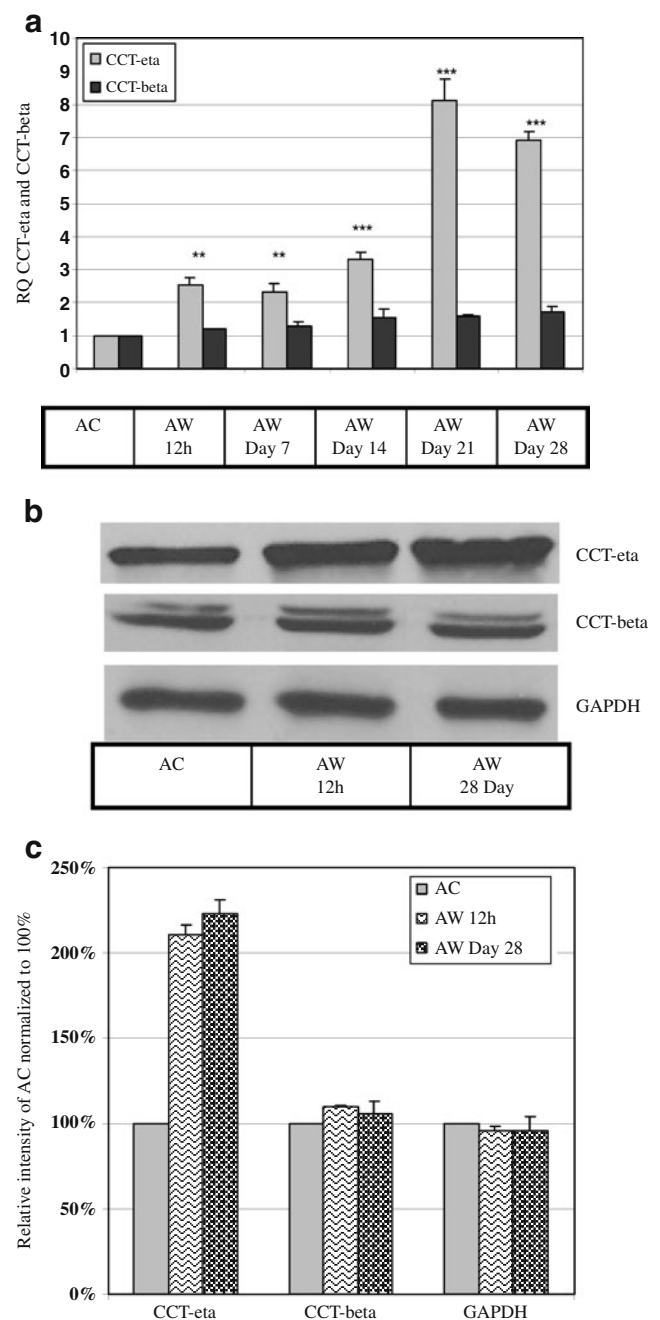 a
10
9
8
7
6
5
4
3
2
1
0
RQ CCT-eta and CCT-beta
CCT-eta
CCT-beta
** ** *** *** ***
AC AW 12h AW Day 7 AW Day 14 AW Day 21 AW Day 28
b
CCT-eta
CCT-beta
GAPDH
AC AW 12h AW 28 Day
c
250%
200%
150%
100%
50%
0%
Relative intensity of AC normalized to 100%
AC
AW 12h
AW Day 28
CCT-eta CCT-beta GAPDH